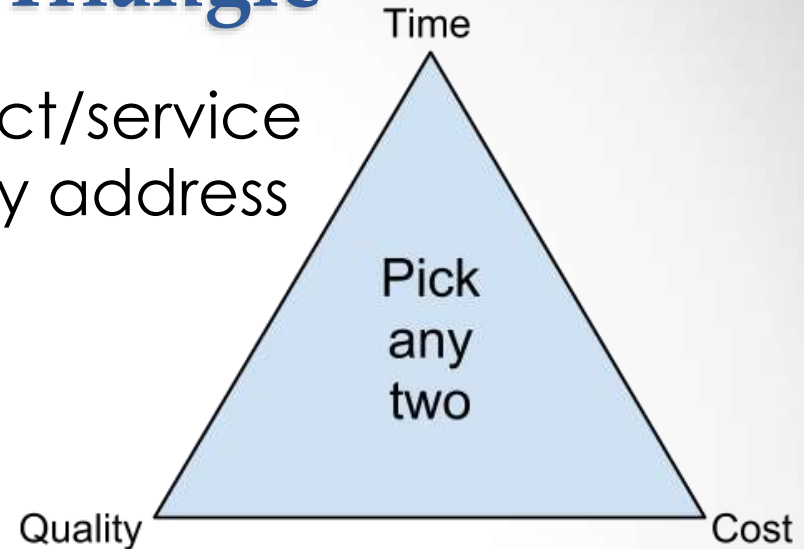 Triangle
Time
ct/service
y address
Pick
any
two
Quality
Cost